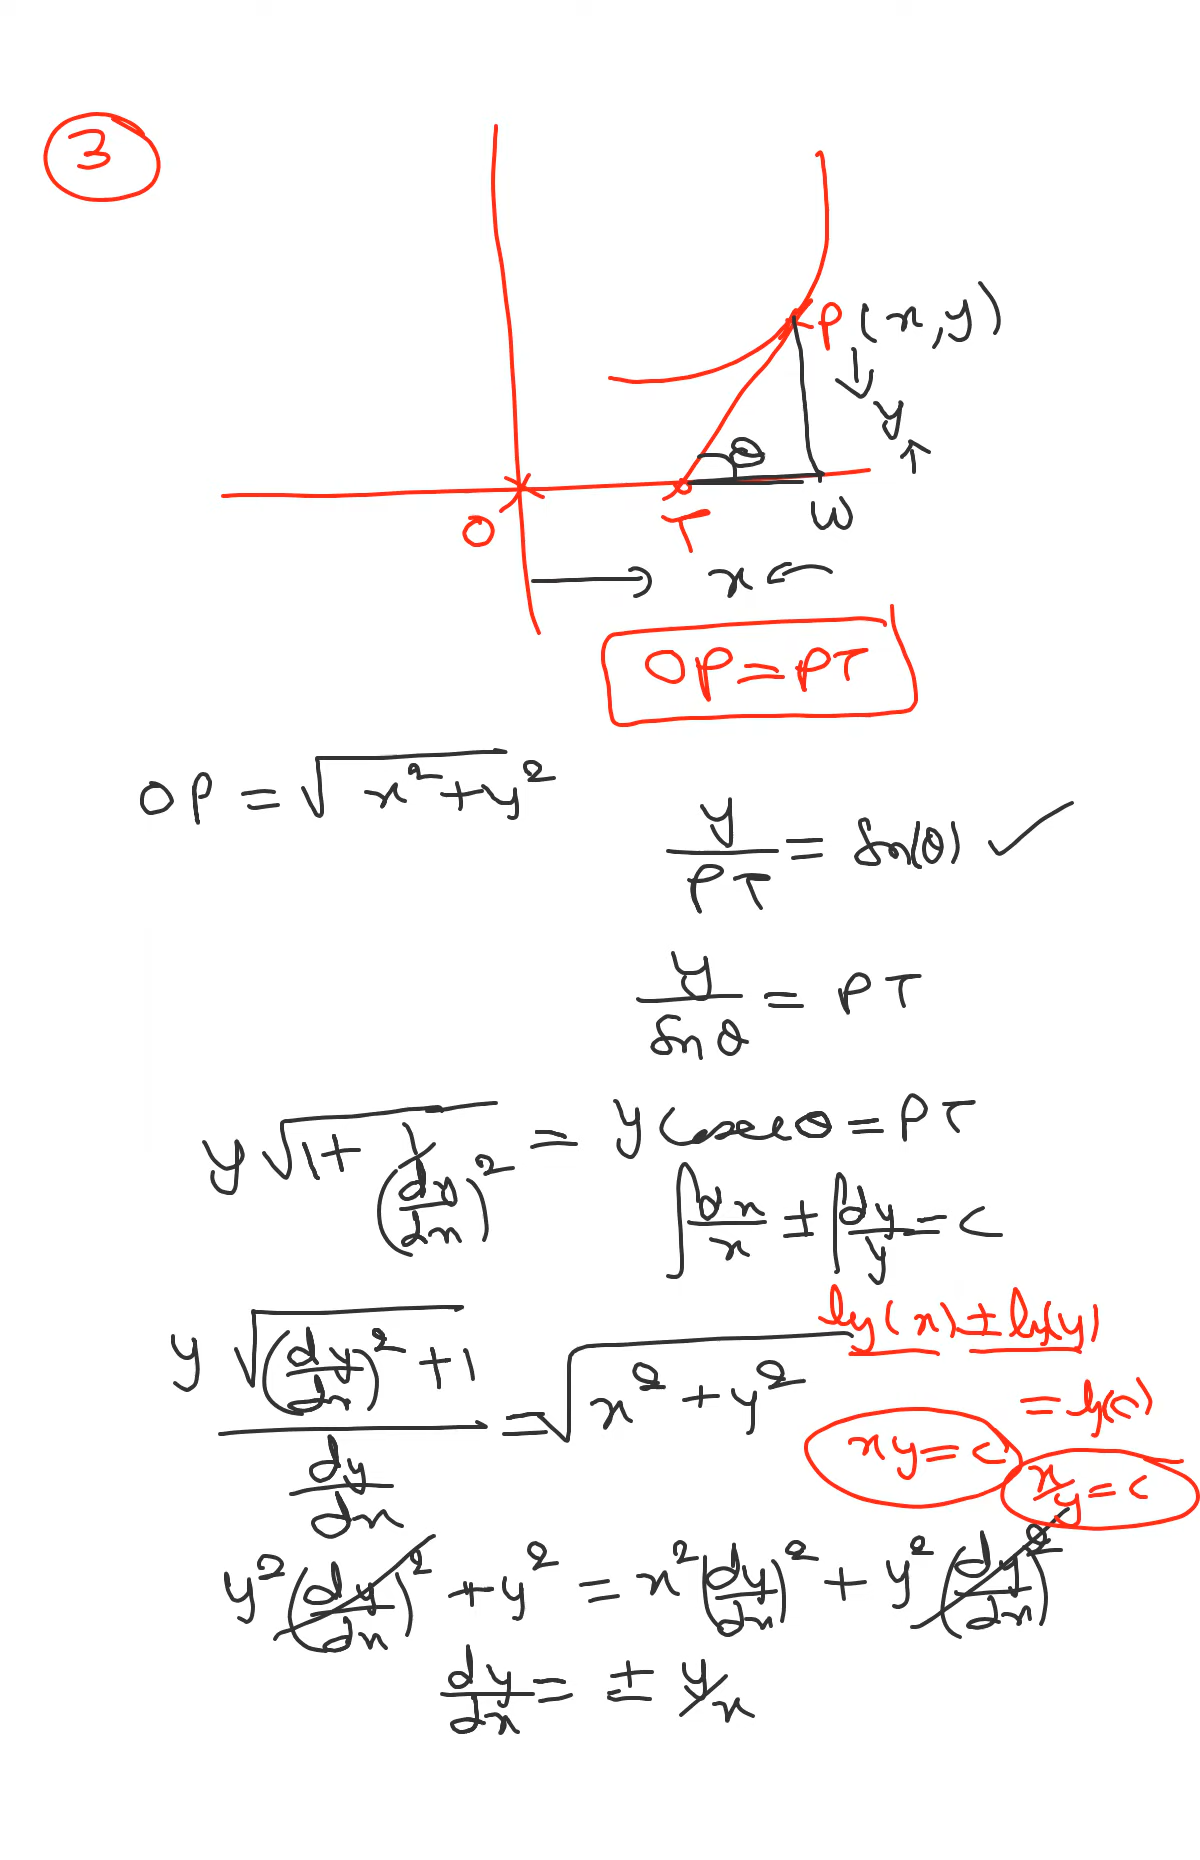 3
P (x, y)
↓
y
↑
θ
O T W
→ x ←
OP = PT
OP = √(x² + y²)
y/PT = sin(θ) ✓
y/sin θ = PT
y√(1 + 1/(dy/dx)²) = y cosec θ = PT
∫dx/x ± ∫dy/y = c
y√((dy/dx)² + 1)/(dy/dx) = √(x² + y²)
log(x) ± ln(y)
= ln(c)
xy = c
x/y = c
y²(dy/dx)² + y² = x²(dy/dx)² + y²(dy/dx)²
dy/dx = ± y/x